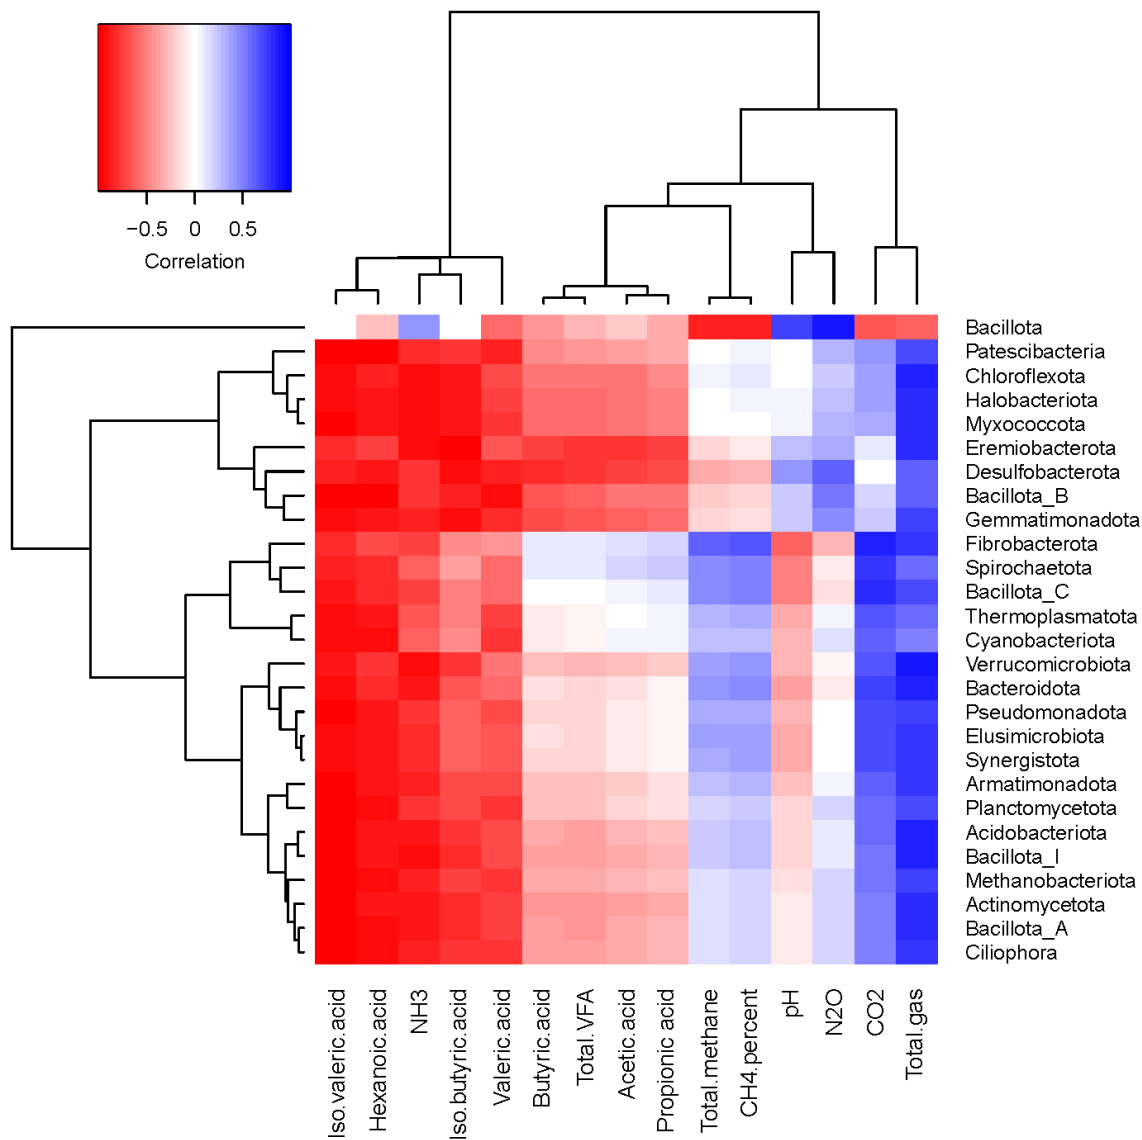 −0.5 0 0.5
Correlation
Bacillota
Patescibacteria
Chloroflexota
Halobacteriota
Myxococcota
Eremiobacterota
Desulfobacterota
Bacillota_B
Gemmatimonadota
Fibrobacterota
Spirochaetota
Bacillota_C
Thermoplasmatota
Cyanobacteriota
Verrucomicrobiota
Bacteroidota
Pseudomonadota
Elusimicrobiota
Synergistota
Armatimonadota
Planctomycetota
Acidobacteriota
Bacillota_I
Methanobacteriota
Actinomycetota
Bacillota_A
Ciliophora
Iso.valeric.acid
Hexanoic.acid
NH3
Iso.butyric.acid
Valeric.acid
Butyric.acid
Total.VFA
Acetic.acid
Propionic acid
Total.methane
CH4.percent
pH
N2O
CO2
Total.gas